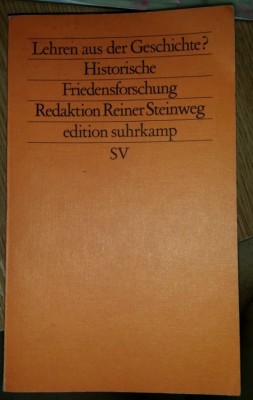 Lehren aus der Geschichte?
Historische
Friedensforschung
Redaktion Reiner Steinweg
edition suhrkamp
SV